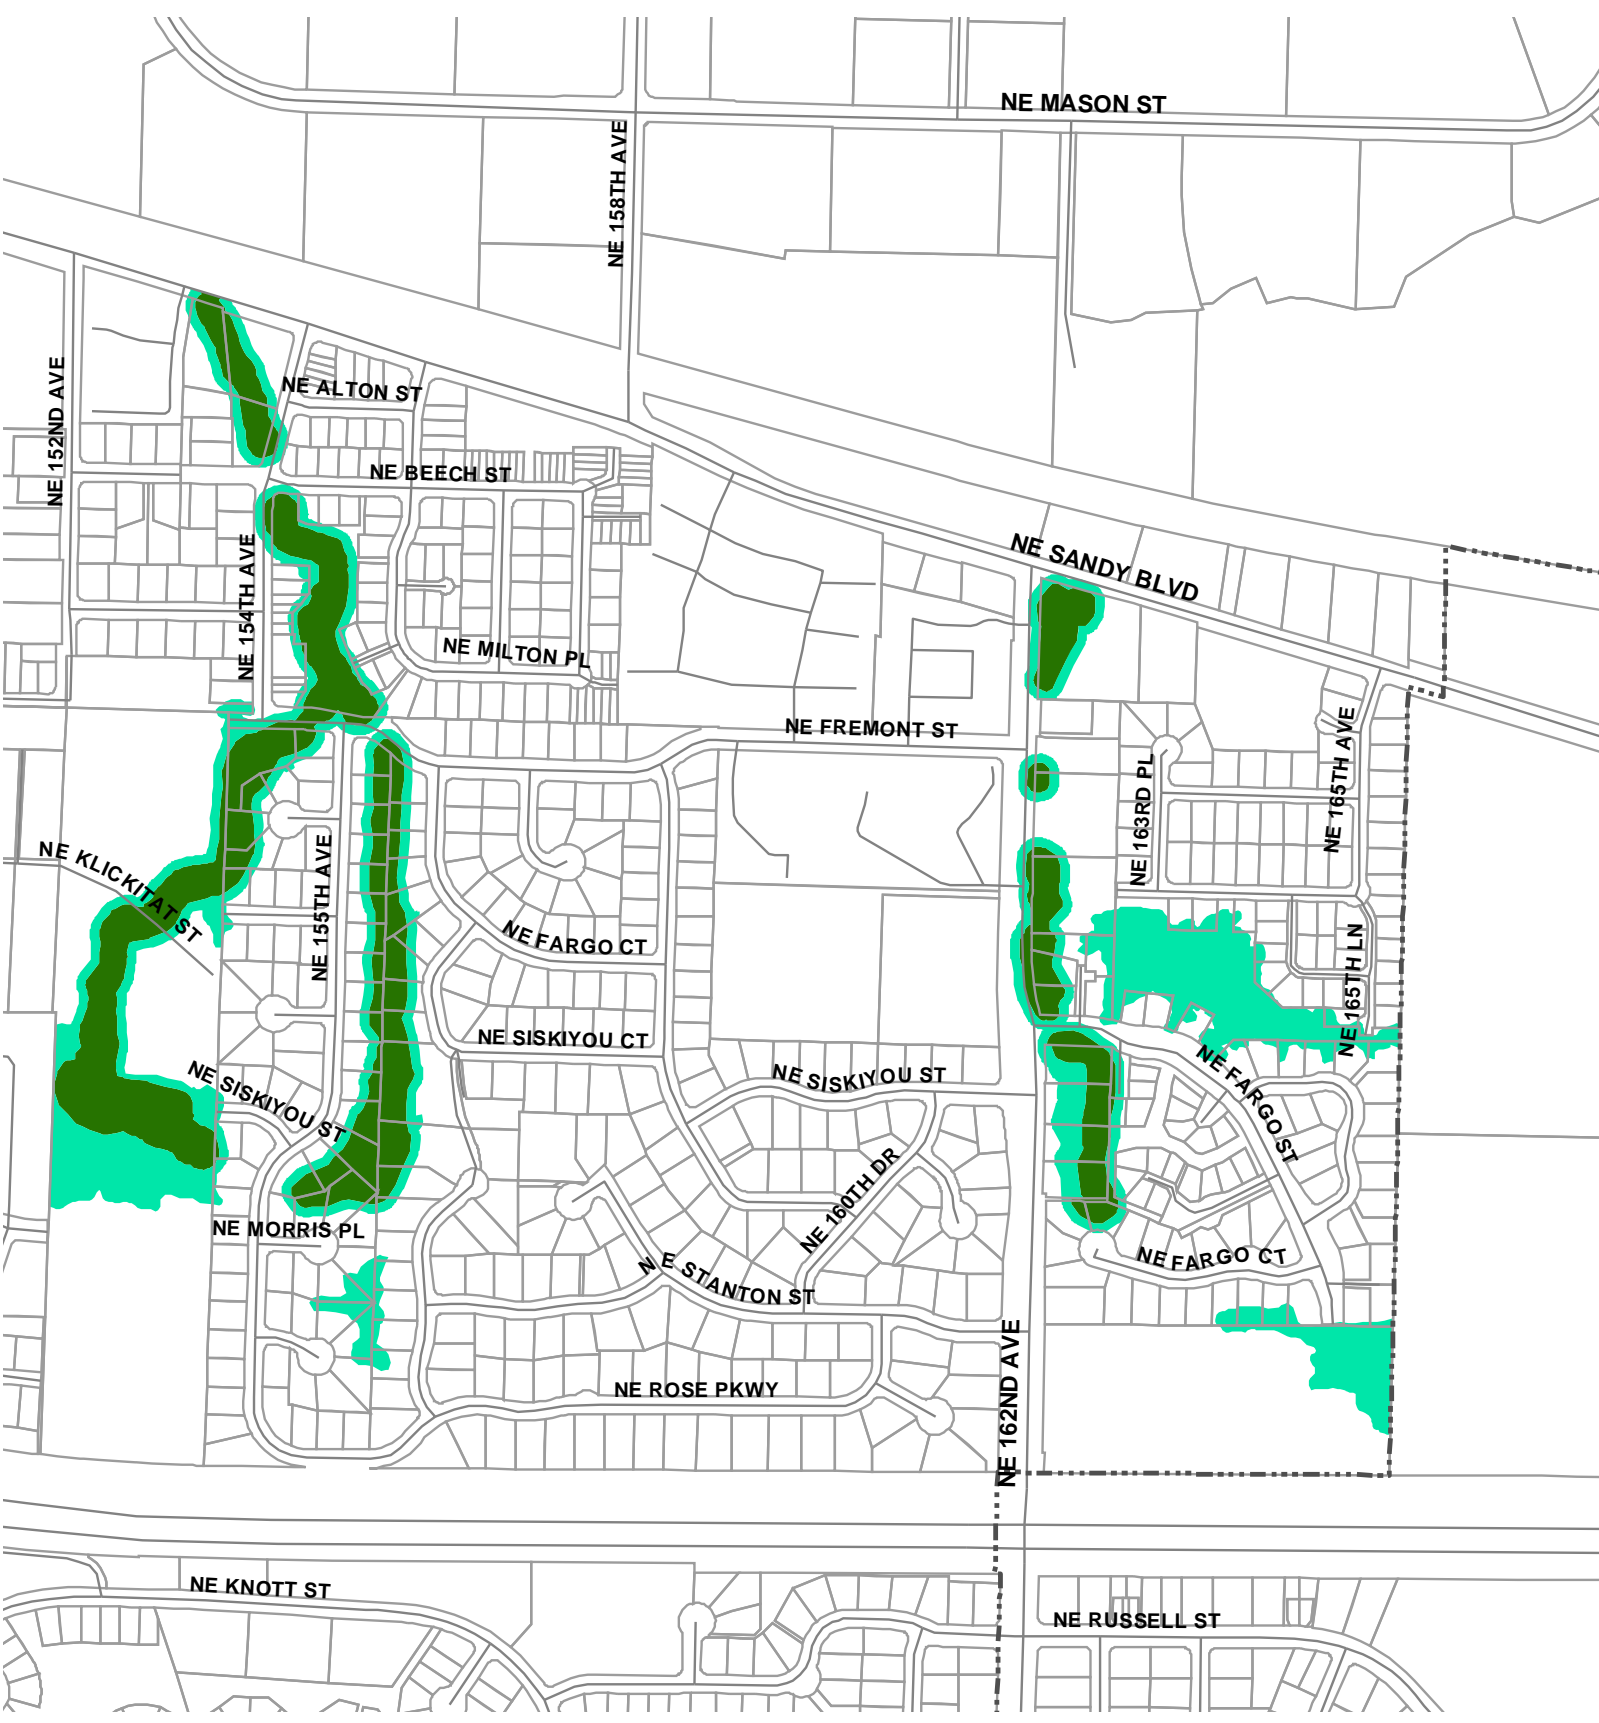 NE MASON ST
NE 158TH AVE
NE 152ND AVE
NE ALTON ST
NE BEECH ST
NE SANDY BLVD
NE 154TH AVE
NE MILTON PL
NE FREMONT ST
NE 165TH AVE
NE 163RD PL
NE KLICKITAT ST
NE 155TH AVE
NE FARGO CT
NE 165TH LN
NE SISKIYOU CT
NE SISKIYOU ST
NE SISKIYOU ST
NE FARGO ST
NE 160TH DR
NE MORRIS PL
NE FARGO CT
NE STANTON ST
NE ROSE PKWY
NE 162ND AVE
NE KNOTT ST
NE RUSSELL ST